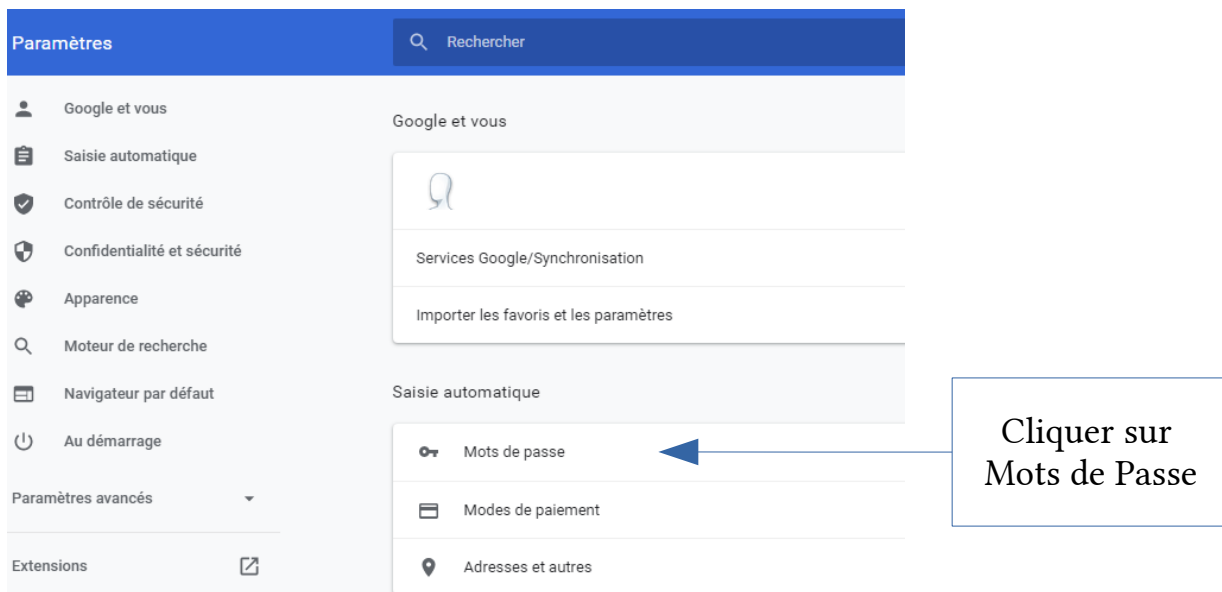 Paramètres
Rechercher
Google et vous
Saisie automatique
Contrôle de sécurité
Confidentialité et sécurité
Apparence
Moteur de recherche
Navigateur par défaut
Au démarrage
Paramètres avancés
Extensions
Google et vous
Services Google/Synchronisation
Importer les favoris et les paramètres
Saisie automatique
Mots de passe
Modes de paiement
Adresses et autres
Cliquer sur
Mots de Passe